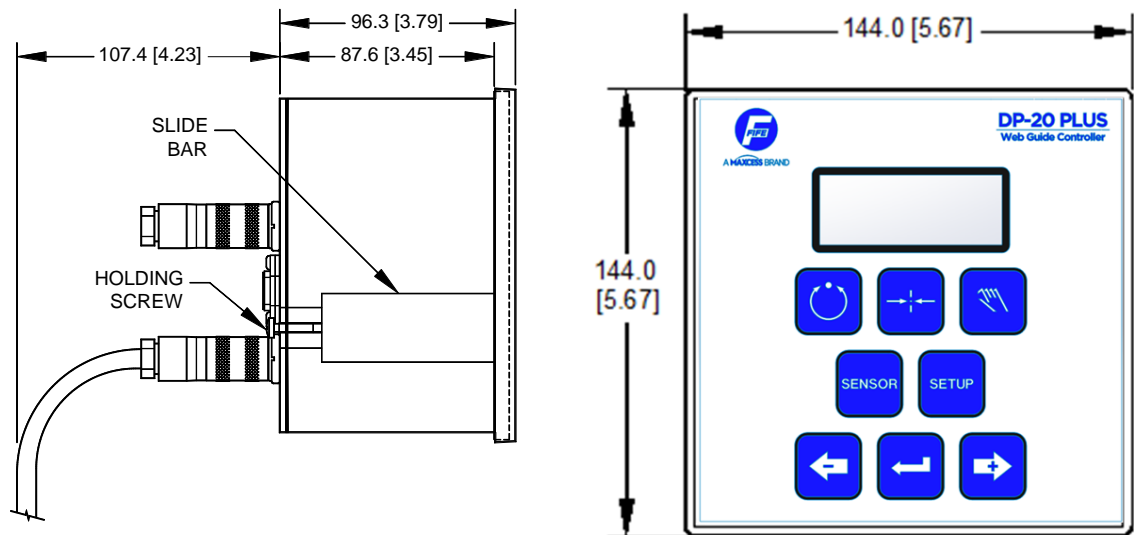 96.3 [3.79]
107.4 [4.23]
87.6 [3.45]
SLIDE
BAR
HOLDING
SCREW
144.0 [5.67]
144.0
[5.67]
FIFE
A MAXCESS BRAND
DP-20 PLUS
Web Guide Controller
SENSOR
SETUP